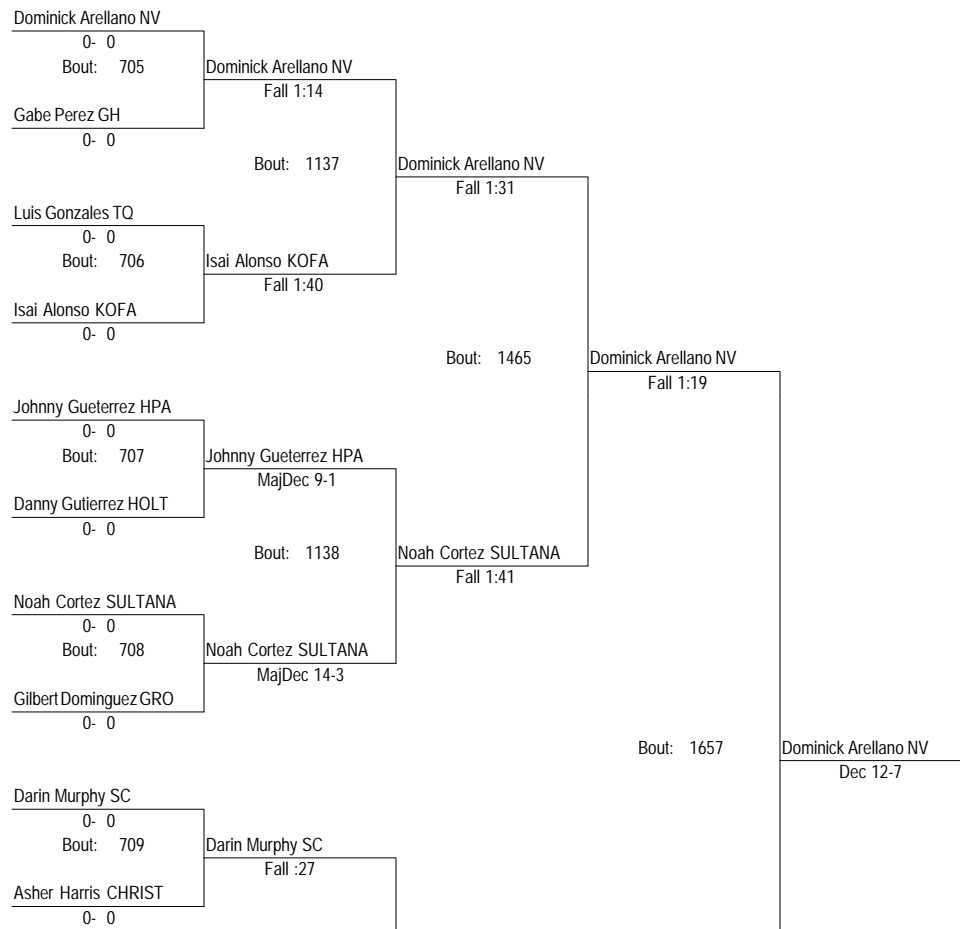 Dominick Arellano NV
0- 0
Bout: 705
Dominick Arellano NV
Fall 1:14
Gabe Perez GH
0- 0
Bout: 1137
Dominick Arellano NV
Fall 1:31
Luis Gonzales TQ
0- 0
Bout: 706
Isai Alonso KOFA
Fall 1:40
Isai Alonso KOFA
0- 0
Bout: 1465
Dominick Arellano NV
Fall 1:19
Johnny Gueterrez HPA
0- 0
Bout: 707
Johnny Gueterrez HPA
MajDec 9-1
Danny Gutierrez HOLT
0- 0
Bout: 1138
Noah Cortez SULTANA
Fall 1:41
Noah Cortez SULTANA
0- 0
Bout: 708
Noah Cortez SULTANA
MajDec 14-3
Gilbert Dominguez GRO
0- 0
Bout: 1657
Dominick Arellano NV
Dec 12-7
Darin Murphy SC
0- 0
Bout: 709
Darin Murphy SC
Fall :27
Asher Harris CHRIST
0- 0